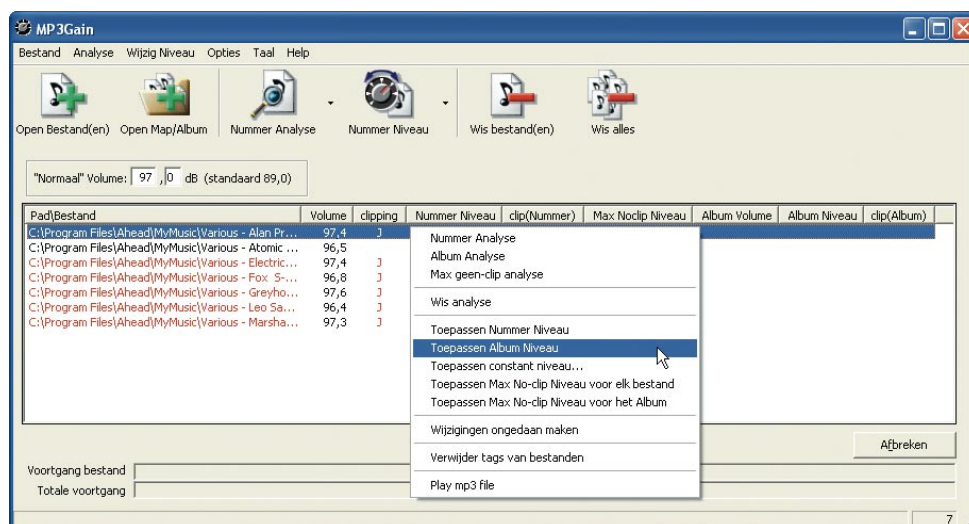 MP3Gain
Bestand Analyse Wijzig Niveau Opties Taal Help
Open Bestand(en) Open Map/Album Nummer Analyse Nummer Niveau Wis bestand(en) Wis alles
"Normaal" Volume: 97 ,0 dB (standaard 89,0)
Pad\Bestand Volume clipping Nummer Niveau clip(Nummer) Max Noclip Niveau Album Volume Album Niveau clip(Album)
C:\Program Files\Ahead\MyMusic\Various - Alan Pr... 97,4 J
C:\Program Files\Ahead\MyMusic\Various - Atomic ... 96,5
C:\Program Files\Ahead\MyMusic\Various - Electric... 97,4 J
C:\Program Files\Ahead\MyMusic\Various - Fox S-... 96,8 J
C:\Program Files\Ahead\MyMusic\Various - Greyho... 97,6 J
C:\Program Files\Ahead\MyMusic\Various - Leo Sa... 96,4 J
C:\Program Files\Ahead\MyMusic\Various - Marsha... 97,3 J
Nummer Analyse
Album Analyse
Max geen-clip analyse
Wis analyse
Toepassen Nummer Niveau
Toepassen Album Niveau
Toepassen constant niveau...
Toepassen Max No-clip Niveau voor elk bestand
Toepassen Max No-clip Niveau voor het Album
Wijzigingen ongedaan maken
Verwijder tags van bestanden
Play mp3 file
Afbreken
Voortgang bestand
Totale voortgang
7